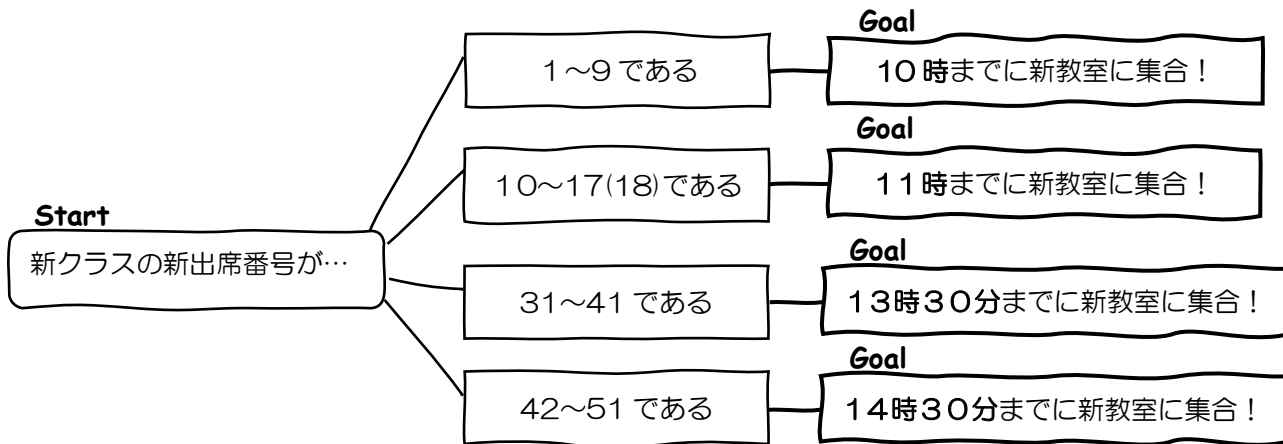 Goal
1～9である
10時までに新教室に集合！
Goal
10～17(18)である
11時までに新教室に集合！
Start
新クラスの新出席番号が…
Goal
31～41である
13時30分までに新教室に集合！
Goal
42～51である
14時30分までに新教室に集合！